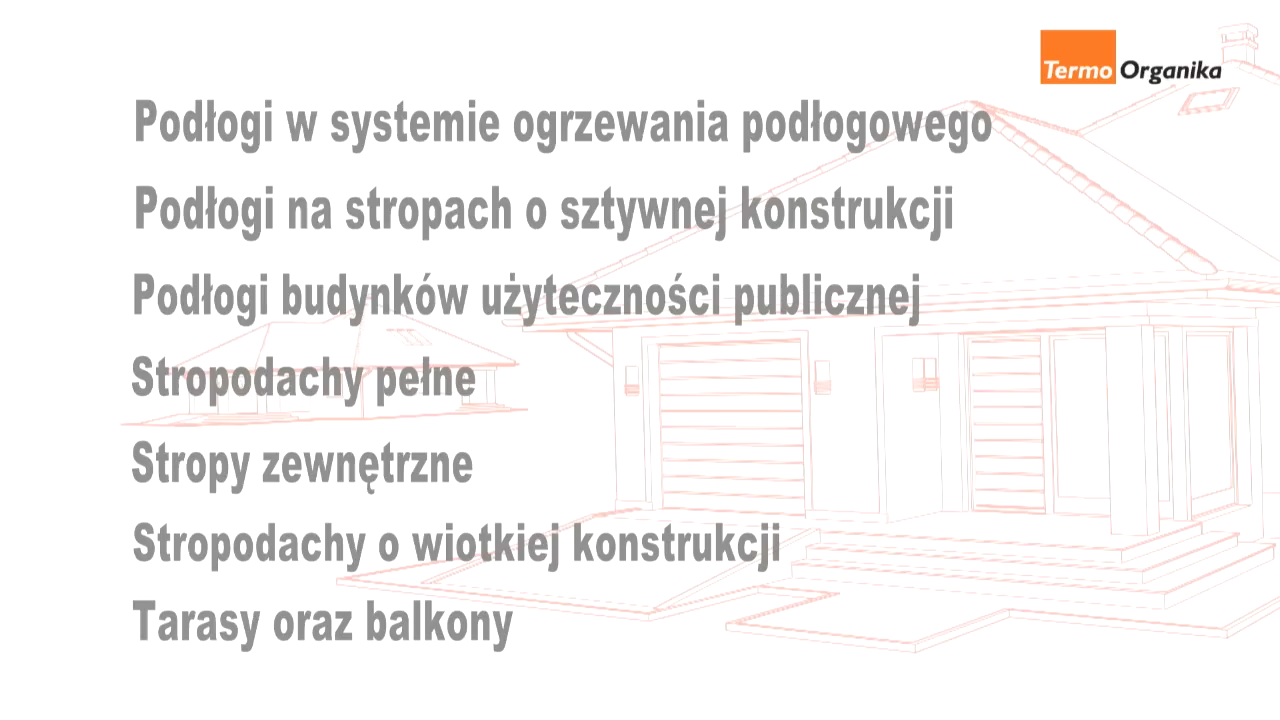 Termo Organika
Podłogi w systemie ogrzewania podłogowego
Podłogi na stropach o sztywnej konstrukcji
Podłogi budynków użyteczności publicznej
Stropodachy pełne
Stropy zewnętrzne
Stropodachy o wiotkiej konstrukcji
Tarasy oraz balkony